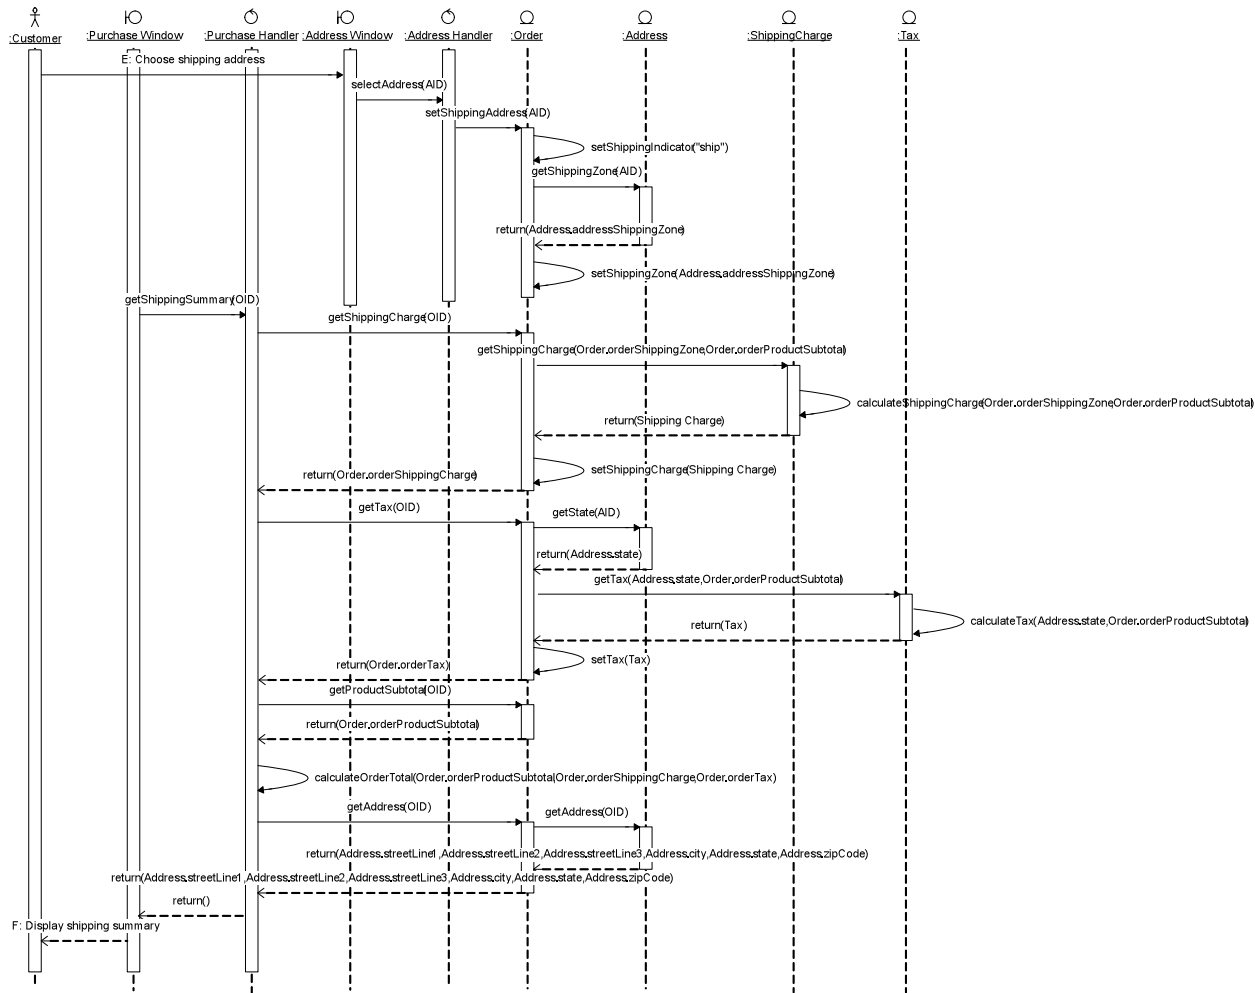 :Customer
:Purchase Window
:Purchase Handler
:Address Window
:Address Handler
:Order
:Address
:ShippingCharge
:Tax
E: Choose shipping address
selectAddress(AID)
setShippingAddress(AID)
setShippingIndicator("ship")
getShippingZone(AID)
return(Address.addressShippingZone)
setShippingZone(Address.addressShippingZone)
getShippingSummary(OID)
getShippingCharge(OID)
getShippingCharge(Order.orderShippingZone,Order.orderProductSubtotal)
calculateShippingCharge(Order.orderShippingZone,Order.orderProductSubtotal)
return(Shipping Charge)
setShippingCharge(Shipping Charge)
return(Order.orderShippingCharge)
getTax(OID)
getState(AID)
return(Address.state)
getTax(Address.state,Order.orderProductSubtotal)
calculateTax(Address.state,Order.orderProductSubtotal)
return(Tax)
setTax(Tax)
return(Order.orderTax)
getProductSubtotal(OID)
return(Order.orderProductSubtotal)
calculateOrderTotal(Order.orderProductSubtotal,Order.orderShippingCharge,Order.orderTax)
getAddress(OID)
getAddress(OID)
return(Address.streetLine1,Address.streetLine2,Address.streetLine3,Address.city,Address.state,Address.zipCode)
return(Address.streetLine1,Address.streetLine2,Address.streetLine3,Address.city,Address.state,Address.zipCode)
return()
F: Display shipping summary